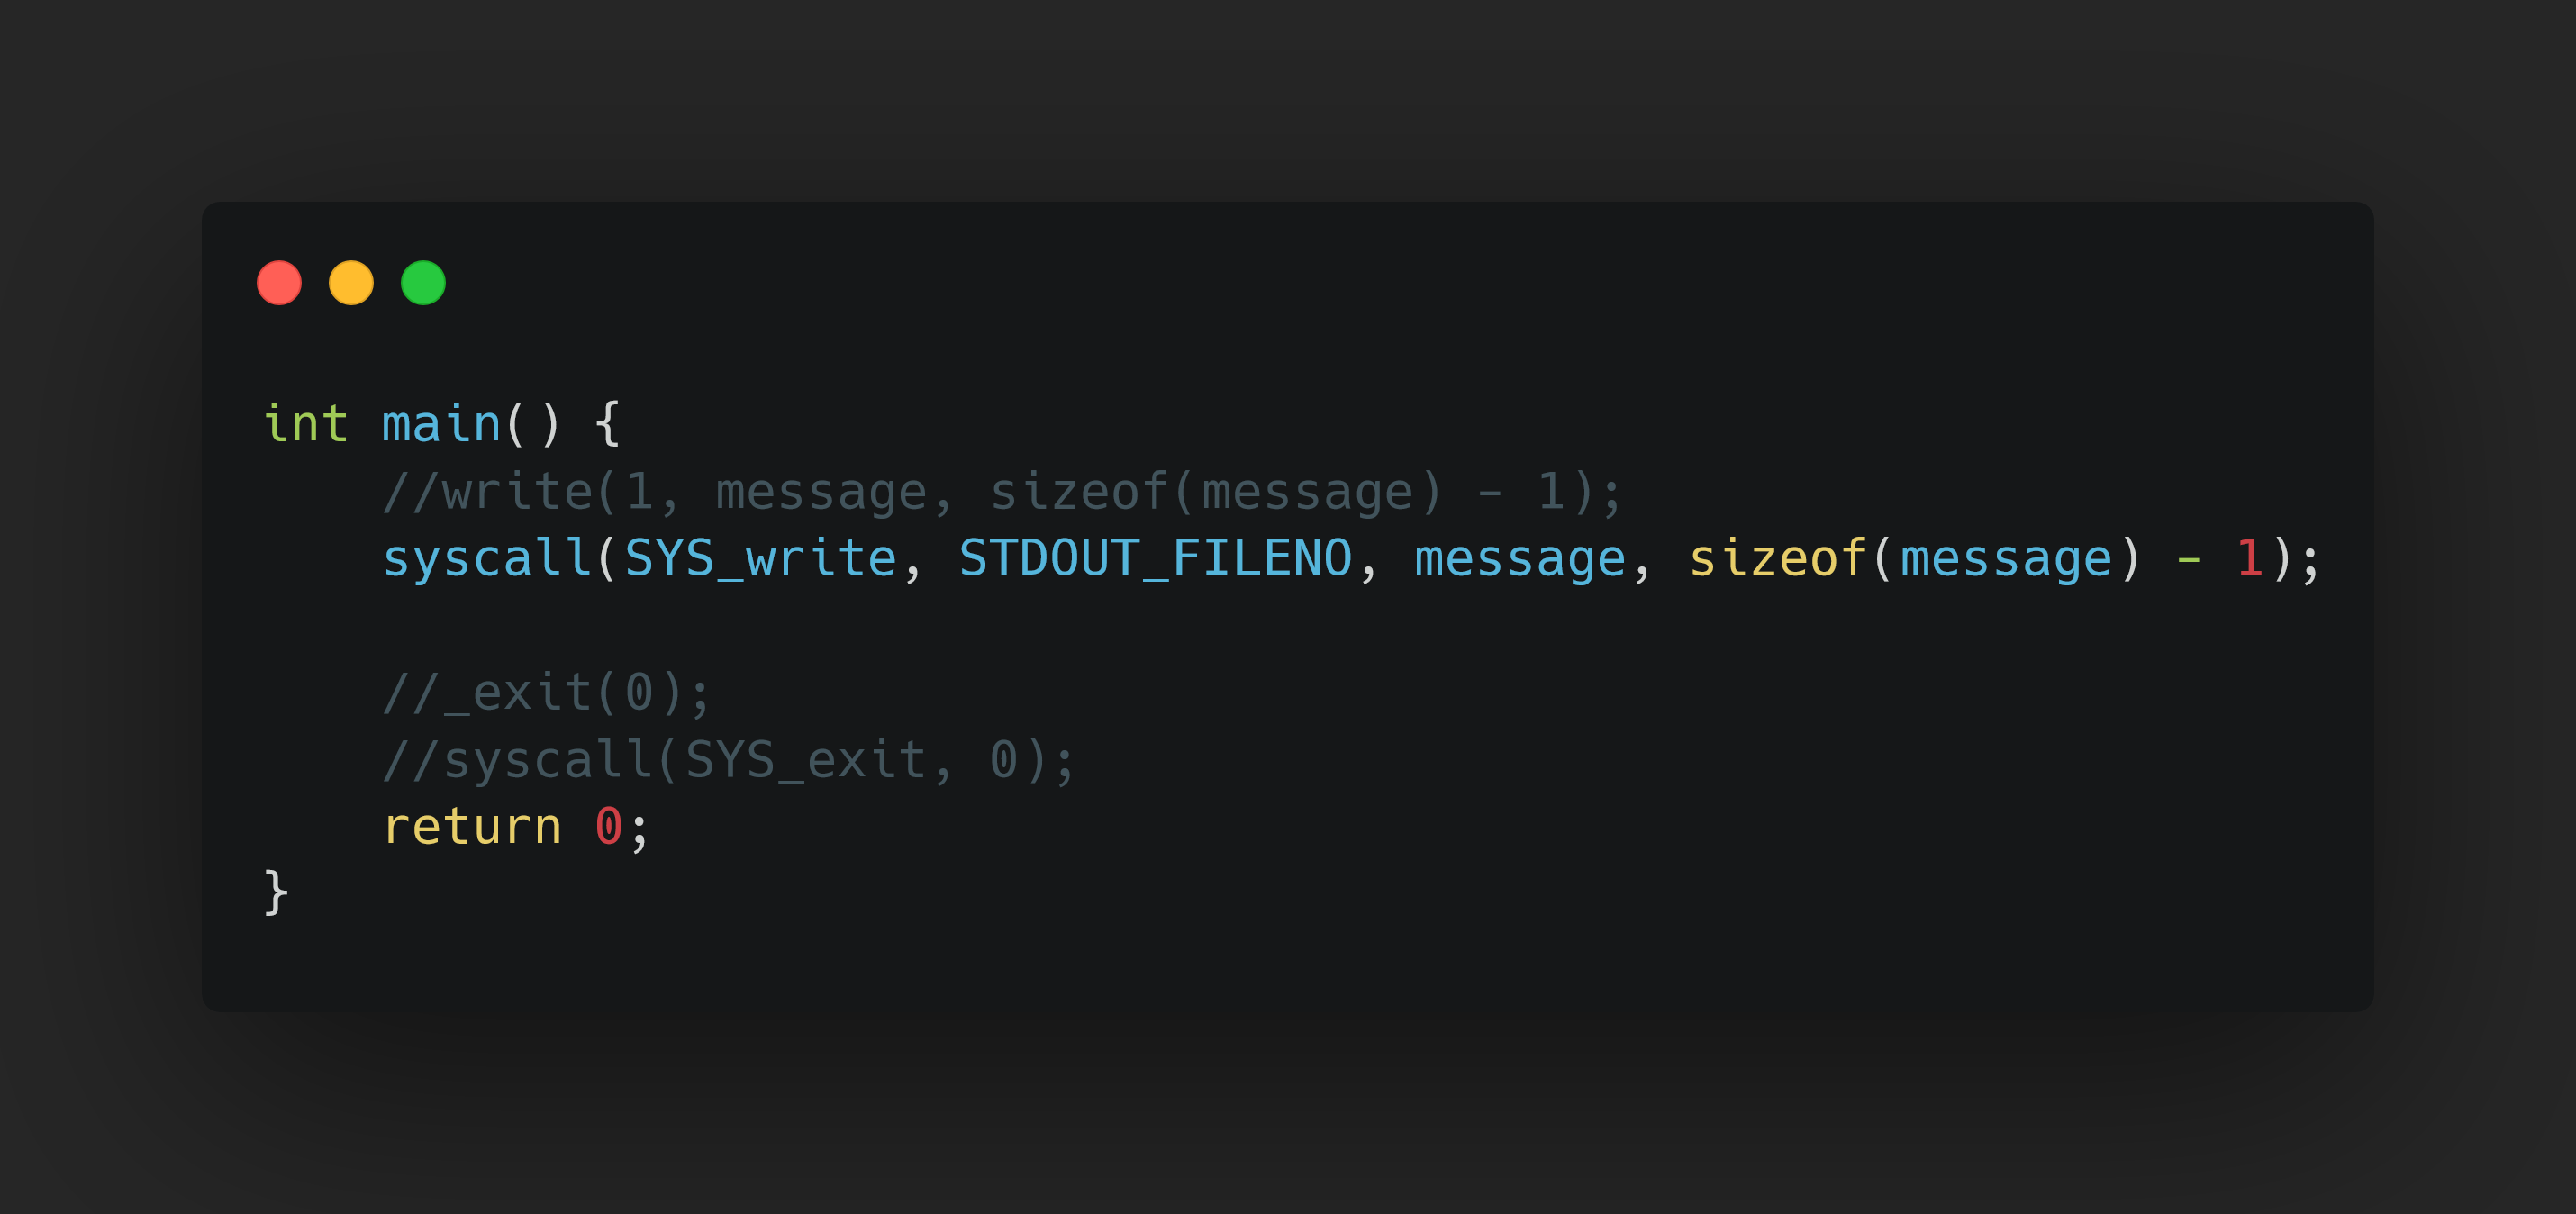 int main() {
    //write(1, message, sizeof(message) - 1);
    syscall(SYS_write, STDOUT_FILENO, message, sizeof(message) - 1);

    //_exit(0);
    //syscall(SYS_exit, 0);
    return 0;
}